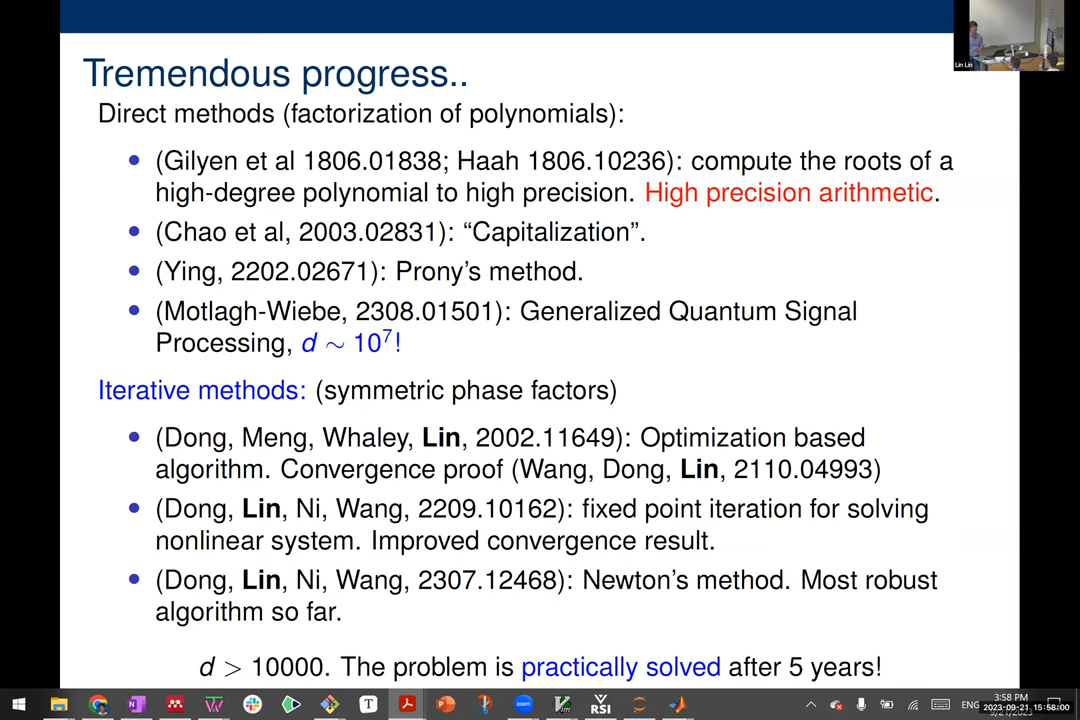 Lin Lin
Tremendous progress..
Direct methods (factorization of polynomials):
• (Gilyen et al 1806.01838; Haah 1806.10236): compute the roots of a
high-degree polynomial to high precision. High precision arithmetic.
• (Chao et al, 2003.02831): “Capitalization”.
• (Ying, 2202.02671): Prony’s method.
• (Motlagh-Wiebe, 2308.01501): Generalized Quantum Signal
Processing, d ∼ 10⁷!
Iterative methods: (symmetric phase factors)
• (Dong, Meng, Whaley, Lin, 2002.11649): Optimization based
algorithm. Convergence proof (Wang, Dong, Lin, 2110.04993)
• (Dong, Lin, Ni, Wang, 2209.10162): fixed point iteration for solving
nonlinear system. Improved convergence result.
• (Dong, Lin, Ni, Wang, 2307.12468): Newton’s method. Most robust
algorithm so far.
d > 10000. The problem is practically solved after 5 years!
zoom
RSI
ENG
3:58 PM
2023-09-21 15:58:00